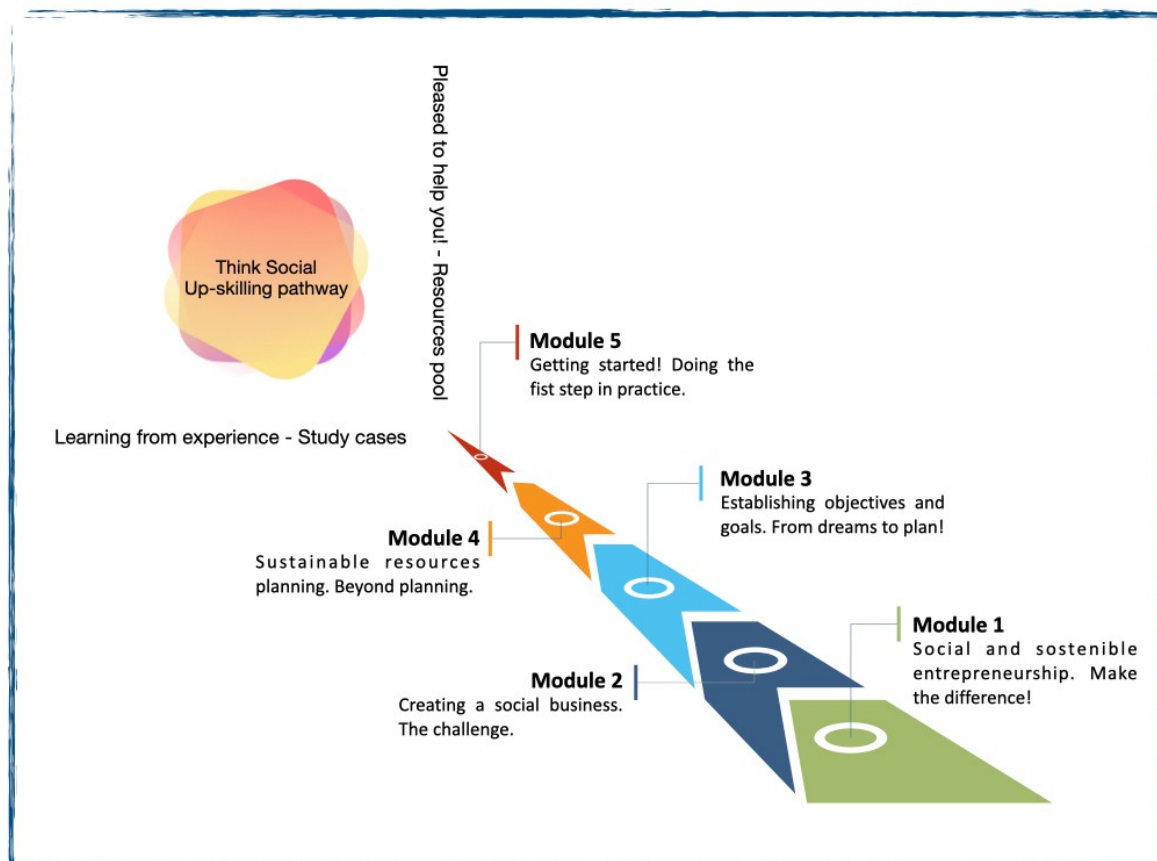 Pleased to help you! - Resources pool
Think Social
Up-skilling pathway
Learning from experience - Study cases
Module 5
Getting started! Doing the
fist step in practice.
Module 3
Establishing objectives and
goals. From dreams to plan!
Module 4
Sustainable resources
planning. Beyond planning.
Module 1
Social and sostenible
entrepreneurship. Make
the difference!
Module 2
Creating a social business.
The challenge.